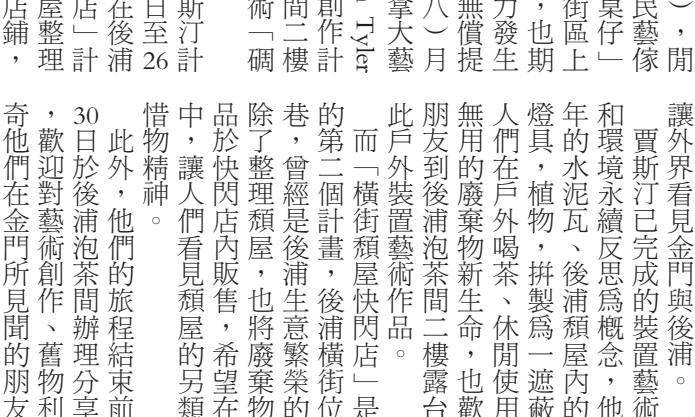 ），閒
民藝傢
桌仔」
街區上
，也期
力發生
無償提
八）月
拿大藝
Tyler
創作計
間二樓
術「碉
斯汀計
日至26
在後浦
店」計
屋整理
店鋪，
讓外界看見金門與後浦。
賈斯汀已完成的裝置藝術
和環境永續反思爲概念，他
年的水泥瓦、後浦頹屋內的
燈具，植物，拼製爲一遮蔽
人們在戶外喝茶、休閒使用
無用的廢棄物新生命，也歡
朋友到後浦泡茶間二樓露台
此戶外裝置藝術作品。
而「橫街頹屋快閃店」是
的第二個計畫，後浦橫街位
巷，曾經是後浦生意繁榮的
除了整理頹屋，也將廢棄物
品於快閃店內販售，希望在
中，讓人們看見頹屋的另類
惜物精神。
此外，他們的旅程結束前
30日於後浦泡茶間辦理分享
，歡迎對藝術創作、舊物利
奇他們在金門所見聞的朋友